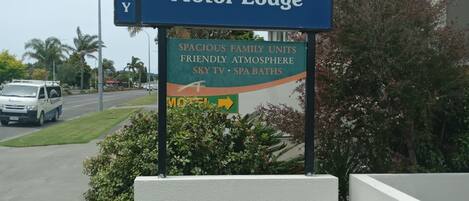 Motor Lodge
Y
SPACIOUS FAMILY UNITS
FRIENDLY ATMOSPHERE
SKY TV · SPA BATHS
MOTEL